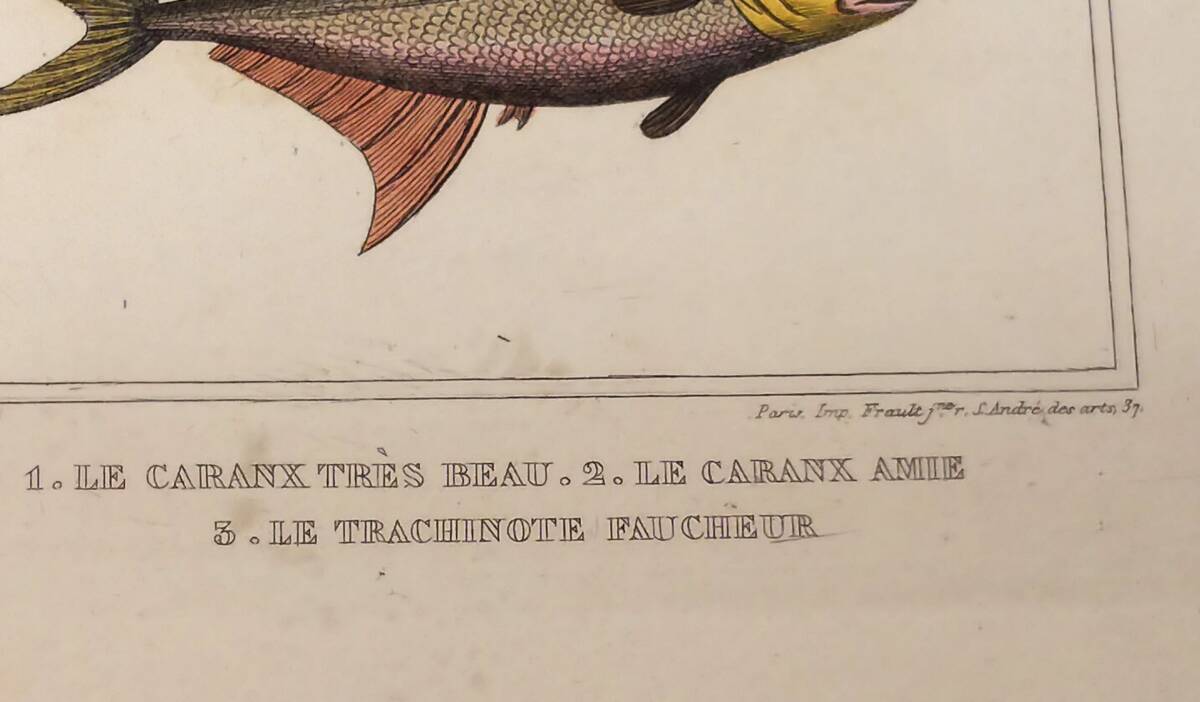 Paris. Imp. Frault jne r. S. André des arts, 37.
1. LE CARANX TRÈS BEAU. 2. LE CARANX AMIE
3. LE TRACHINOTE FAUCHEUR